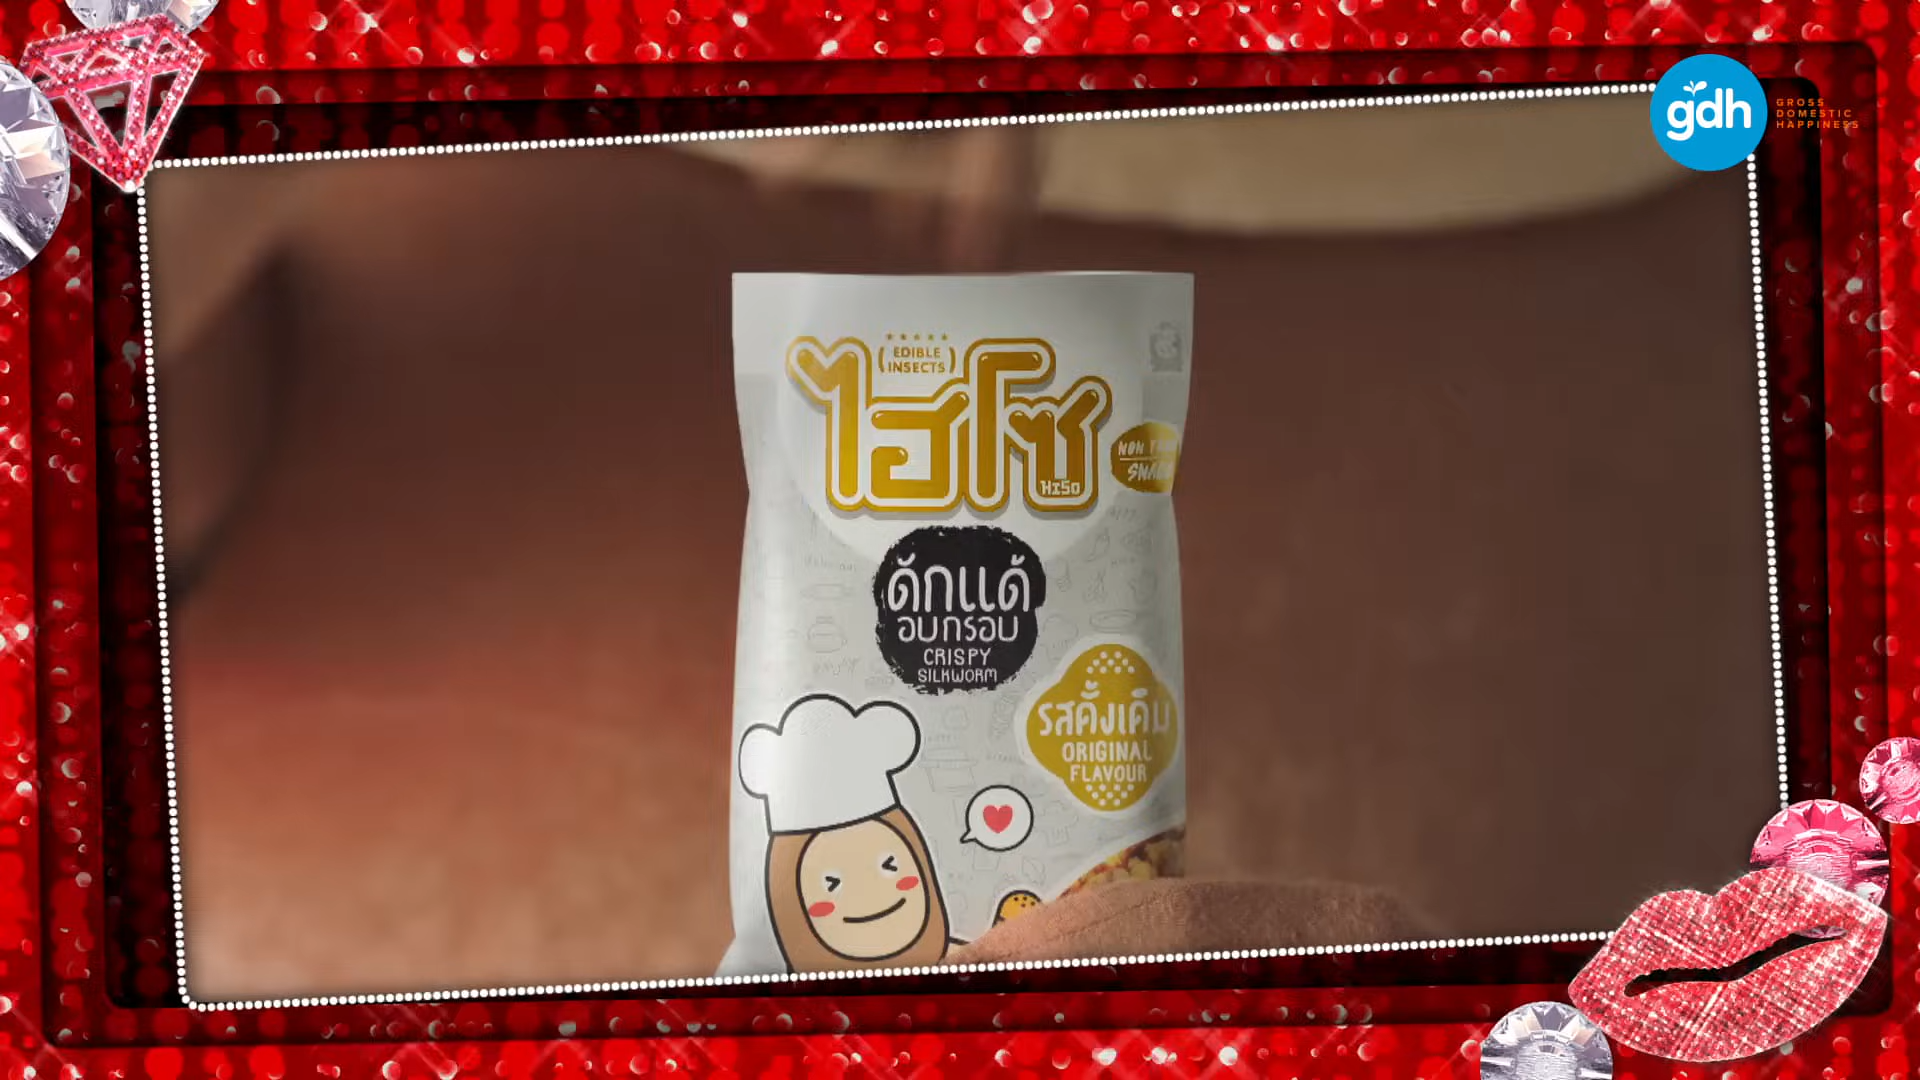 gdh
GROSS
DOMESTIC
HAPPINESS
EDIBLE
INSECTS
ไฮโซ
HISO
SNACK
ดักแด้
อบกรอบ
CRISPY
SILKWORM
รสดั้งเดิม
ORIGINAL
FLAVOUR